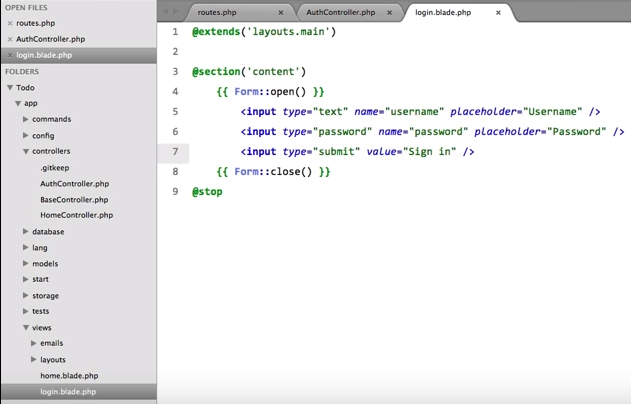 OPEN FILES
routes.php
AuthController.php
login.blade.php
FOLDERS
Todo
app
commands
config
controllers
.gitkeep
AuthController.php
BaseController.php
HomeController.php
database
lang
models
start
storage
tests
views
emails
layouts
home.blade.php
login.blade.php
routes.php AuthController.php login.blade.php
1 @extends('layouts.main')
2
3 @section('content')
4 {{ Form::open() }}
5 <input type="text" name="username" placeholder="Username" />
6 <input type="password" name="password" placeholder="Password" />
7 <input type="submit" value="Sign in" />
8 {{ Form::close() }}
9 @stop